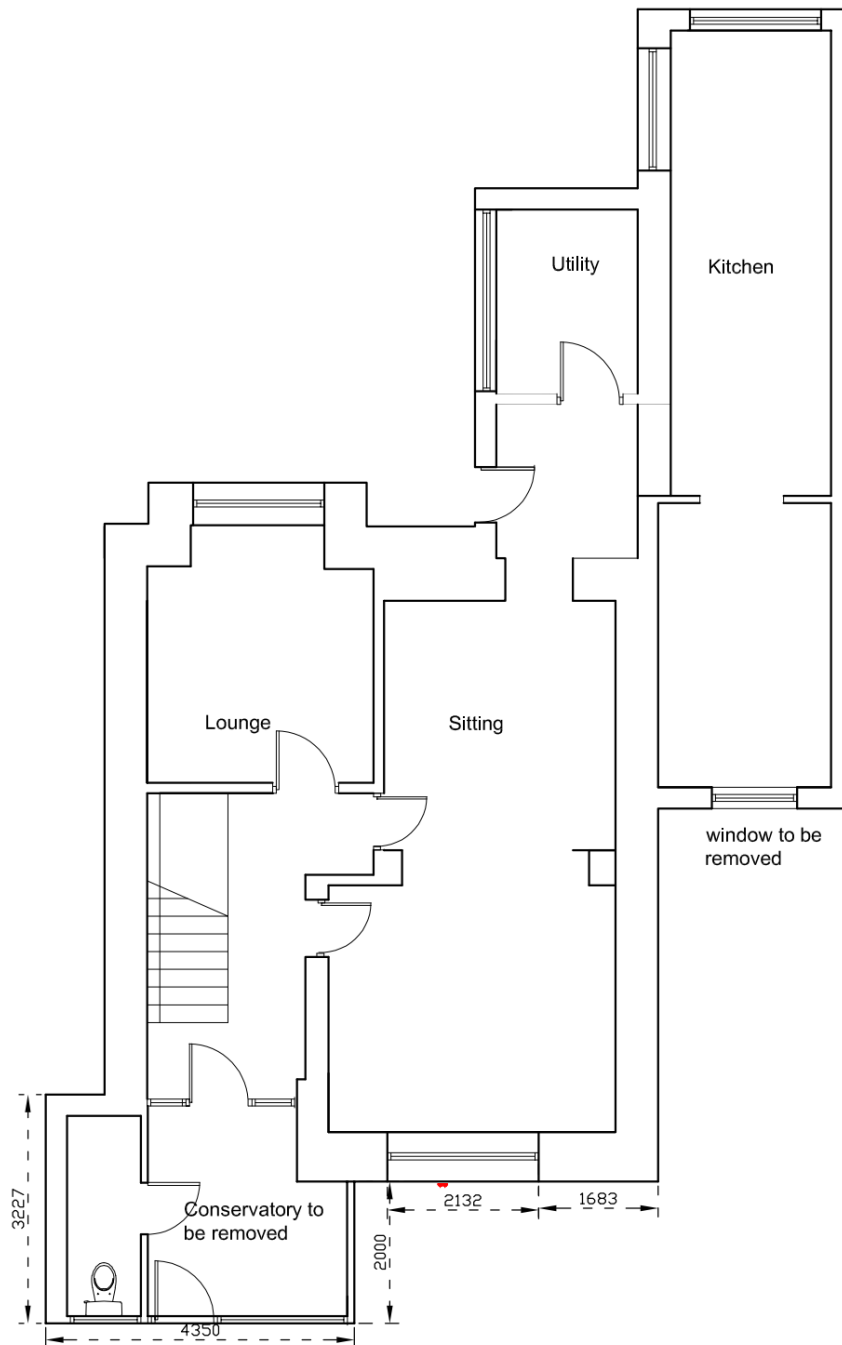 Utility
Kitchen
Lounge
Sitting
window to be
removed
3227
Conservatory to
be removed
2132
1683
2000
4350